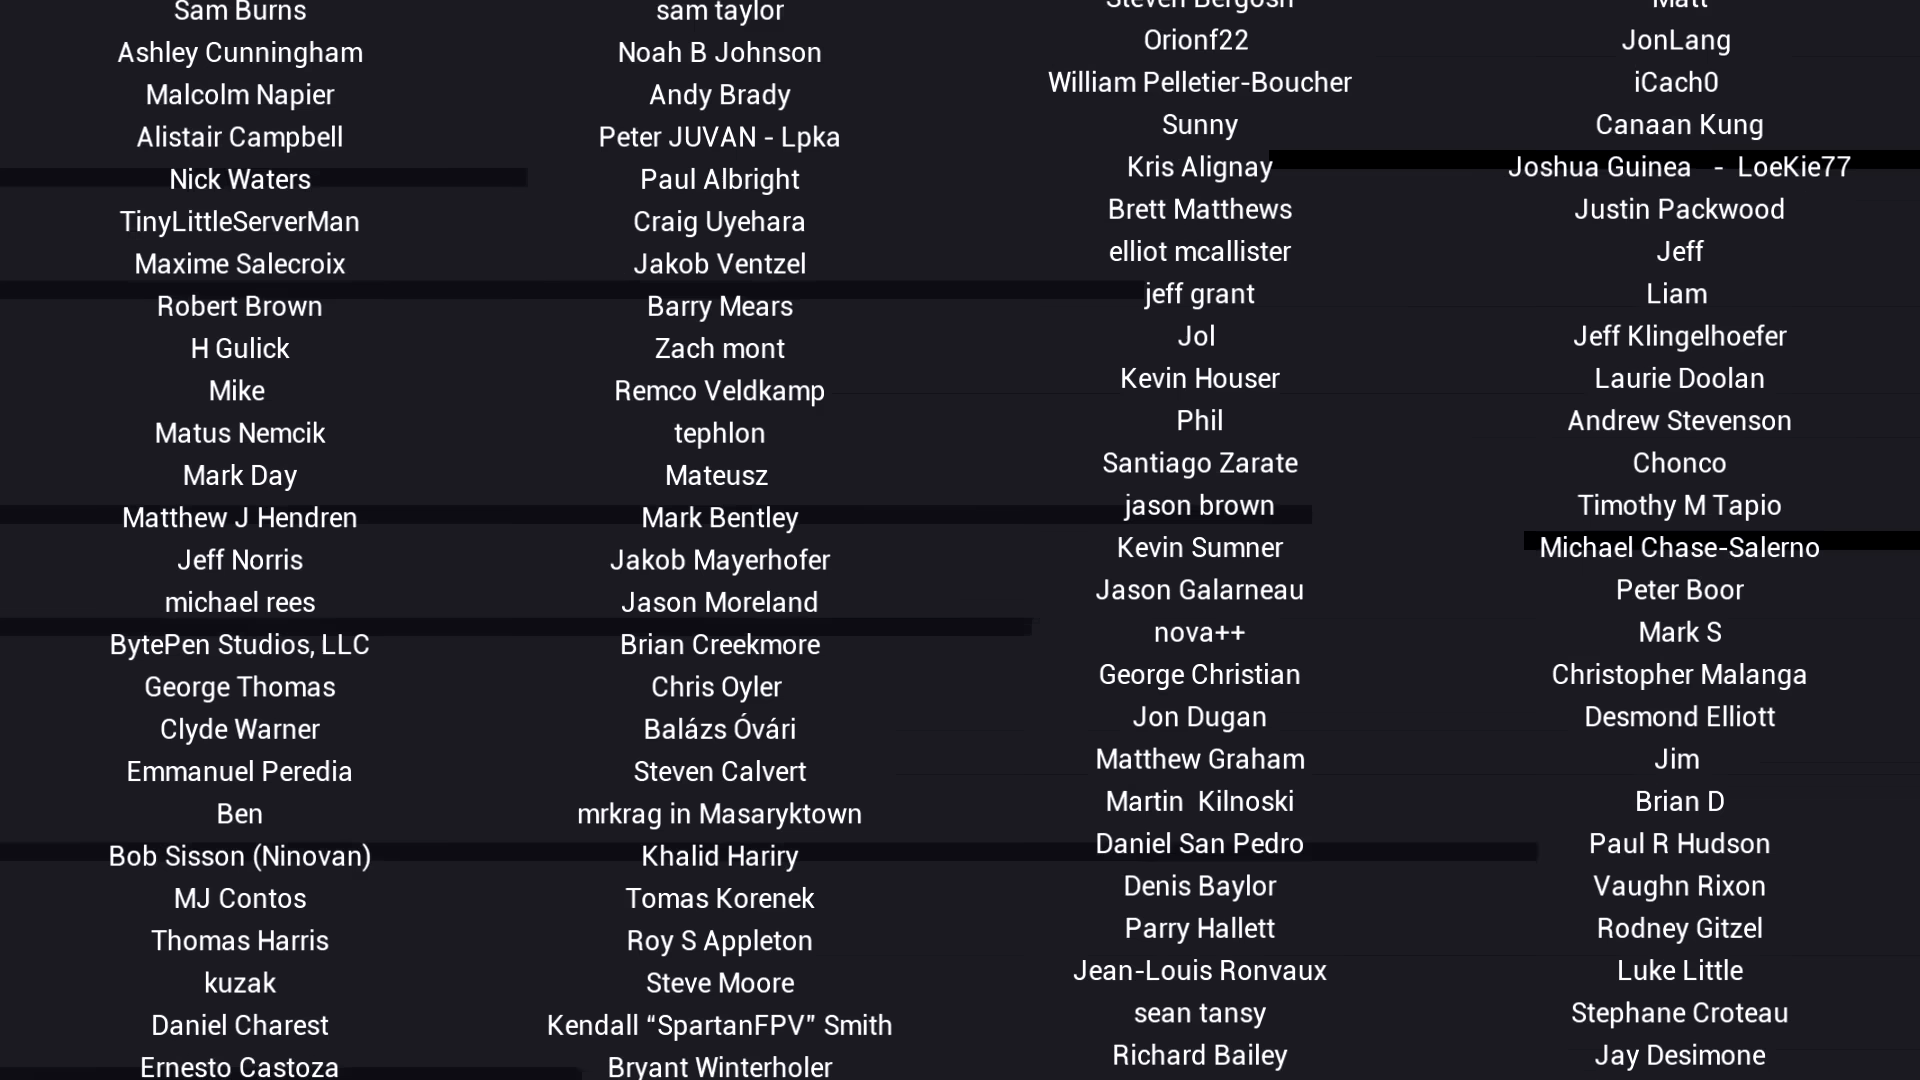 Sam Burns
Ashley Cunningham
Malcolm Napier
Alistair Campbell
Nick Waters
TinyLittleServerMan
Maxime Salecroix
Robert Brown
H Gulick
Mike
Matus Nemcik
Mark Day
Matthew J Hendren
Jeff Norris
michael rees
BytePen Studios, LLC
George Thomas
Clyde Warner
Emmanuel Peredia
Ben
Bob Sisson (Ninovan)
MJ Contos
Thomas Harris
kuzak
Daniel Charest
Ernesto Castoza
sam taylor
Noah B Johnson
Andy Brady
Peter JUVAN - Lpka
Paul Albright
Craig Uyehara
Jakob Ventzel
Barry Mears
Zach mont
Remco Veldkamp
tephlon
Mateusz
Mark Bentley
Jakob Mayerhofer
Jason Moreland
Brian Creekmore
Chris Oyler
Balázs Óvári
Steven Calvert
mrkrag in Masaryktown
Khalid Hariry
Tomas Korenek
Roy S Appleton
Steve Moore
Kendall “SpartanFPV” Smith
Bryant Winterholer
Steven Bergosh
Orionf22
William Pelletier-Boucher
Sunny
Kris Alignay
Brett Matthews
elliot mcallister
jeff grant
Jol
Kevin Houser
Phil
Santiago Zarate
jason brown
Kevin Sumner
Jason Galarneau
nova++
George Christian
Jon Dugan
Matthew Graham
Martin  Kilnoski
Daniel San Pedro
Denis Baylor
Parry Hallett
Jean-Louis Ronvaux
sean tansy
Richard Bailey
Matt
JonLang
iCach0
Canaan Kung
Joshua Guinea   -  LoeKie77
Justin Packwood
Jeff
Liam
Jeff Klingelhoefer
Laurie Doolan
Andrew Stevenson
Chonco
Timothy M Tapio
Michael Chase-Salerno
Peter Boor
Mark S
Christopher Malanga
Desmond Elliott
Jim
Brian D
Paul R Hudson
Vaughn Rixon
Rodney Gitzel
Luke Little
Stephane Croteau
Jay Desimone